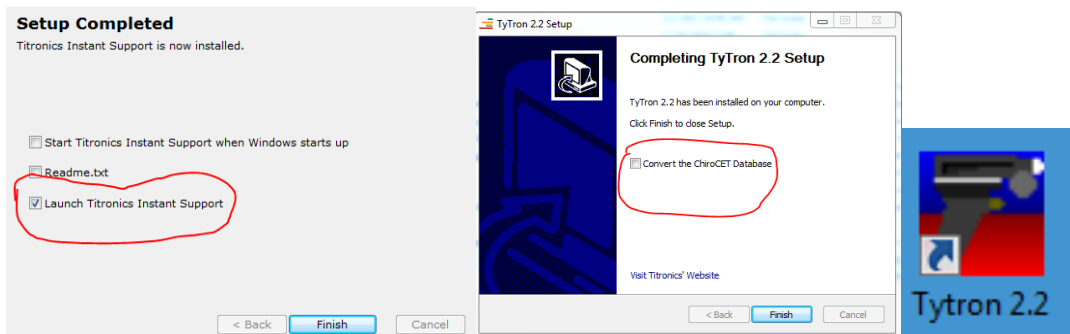 Setup Completed
Titronics Instant Support is now installed.
Start Titronics Instant Support when Windows starts up
Readme.txt
Launch Titronics Instant Support
< Back Finish Cancel
TyTron 2.2 Setup
Completing TyTron 2.2 Setup
TyTron 2.2 has been installed on your computer.
Click Finish to close Setup.
Convert the ChiroCET Database
Visit Titronics' Website
< Back Finish Cancel
Tytron 2.2